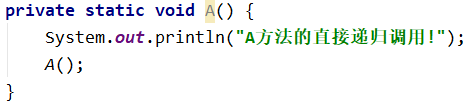 private static void A() {
    System.out.println("A方法的直接递归调用!");
    A();
}